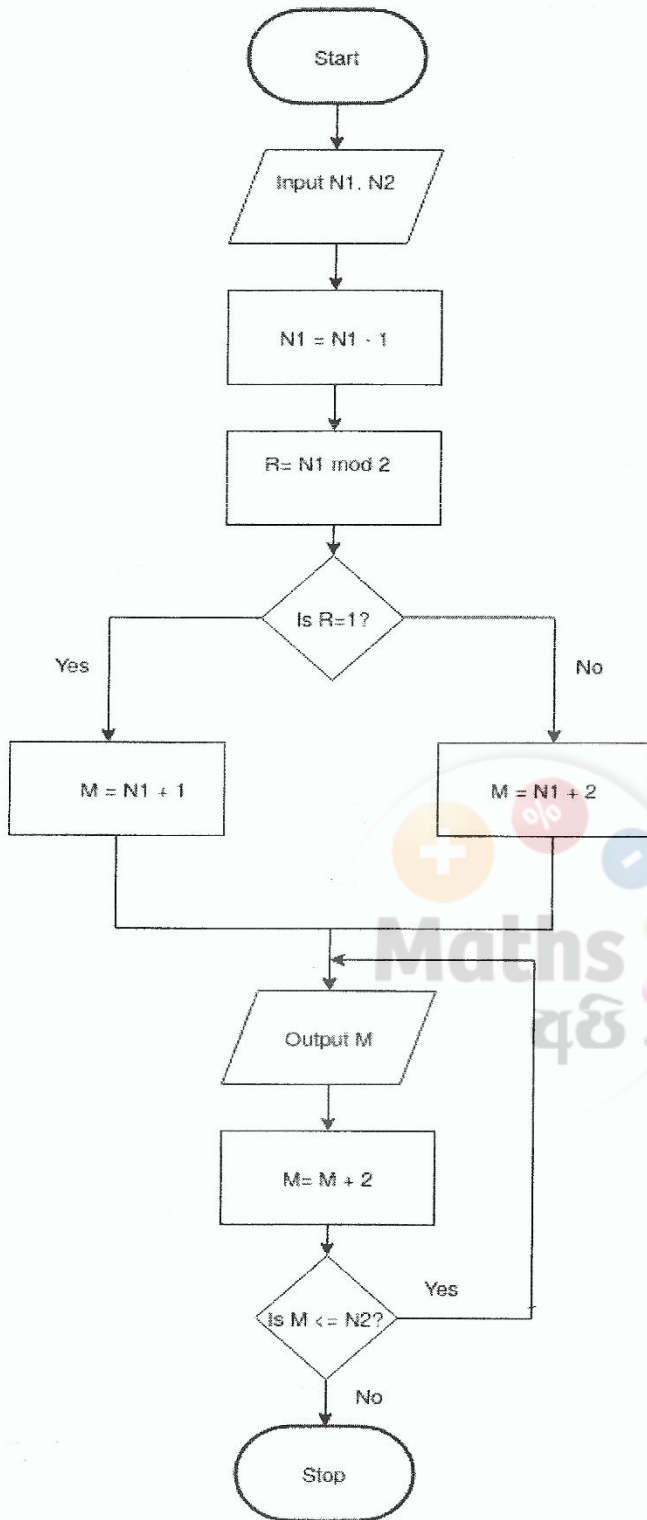 Start
Input N1. N2
N1 = N1 - 1
R= N1 mod 2
Is R=1?
Yes
No
M = N1 + 1
M = N1 + 2
%
Maths
අපි
Output M
M= M + 2
Is M <= N2?
Yes
No
Stop